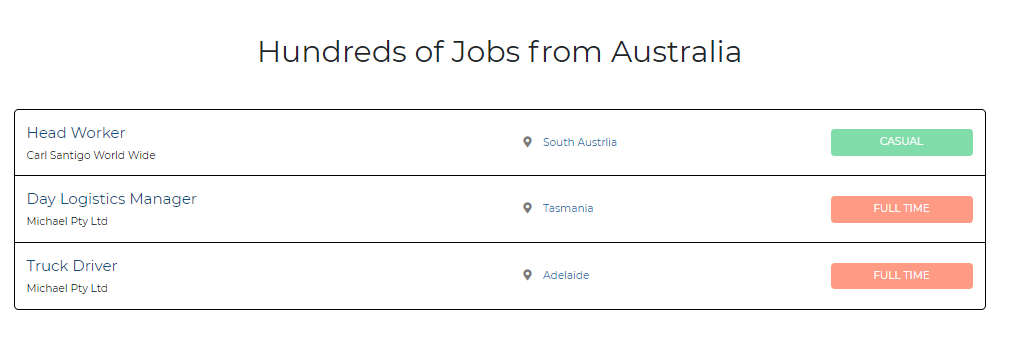 Hundreds of Jobs from Australia
Head Worker
Carl Santigo World Wide
South Austrlia
CASUAL
Day Logistics Manager
Michael Pty Ltd
Tasmania
FULL TIME
Truck Driver
Michael Pty Ltd
Adelaide
FULL TIME